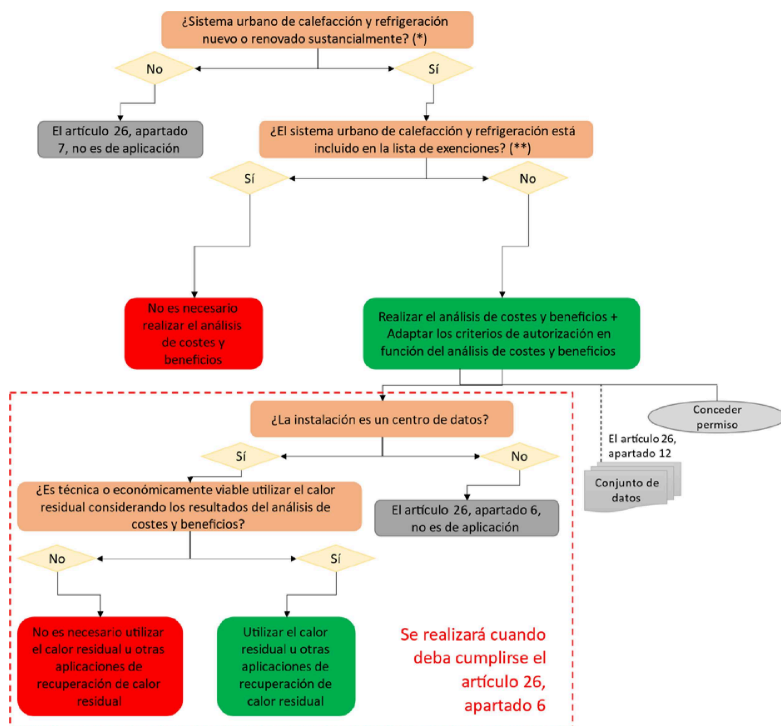 ¿Sistema urbano de calefacción y refrigeración
nuevo o renovado sustancialmente? (*)
No
Sí
El artículo 26, apartado
7, no es de aplicación
¿El sistema urbano de calefacción y refrigeración está
incluido en la lista de exenciones? (**)
Sí
No
No es necesario
realizar el análisis
de costes y
beneficios
Realizar el análisis de costes y beneficios +
Adaptar los criterios de autorización en
función del análisis de costes y beneficios
¿La instalación es un centro de datos?
Conceder
permiso
El artículo 26,
apartado 12
Conjunto de
datos
Sí
No
¿Es técnica o económicamente viable utilizar el calor
residual considerando los resultados del análisis de
costes y beneficios?
El artículo 26, apartado 6,
no es de aplicación
No
Sí
No es necesario utilizar
el calor residual u otras
aplicaciones de
recuperación de calor
residual
Utilizar el calor
residual u otras
aplicaciones de
recuperación de
calor residual
Se realizará cuando
deba cumplirse el
artículo 26,
apartado 6